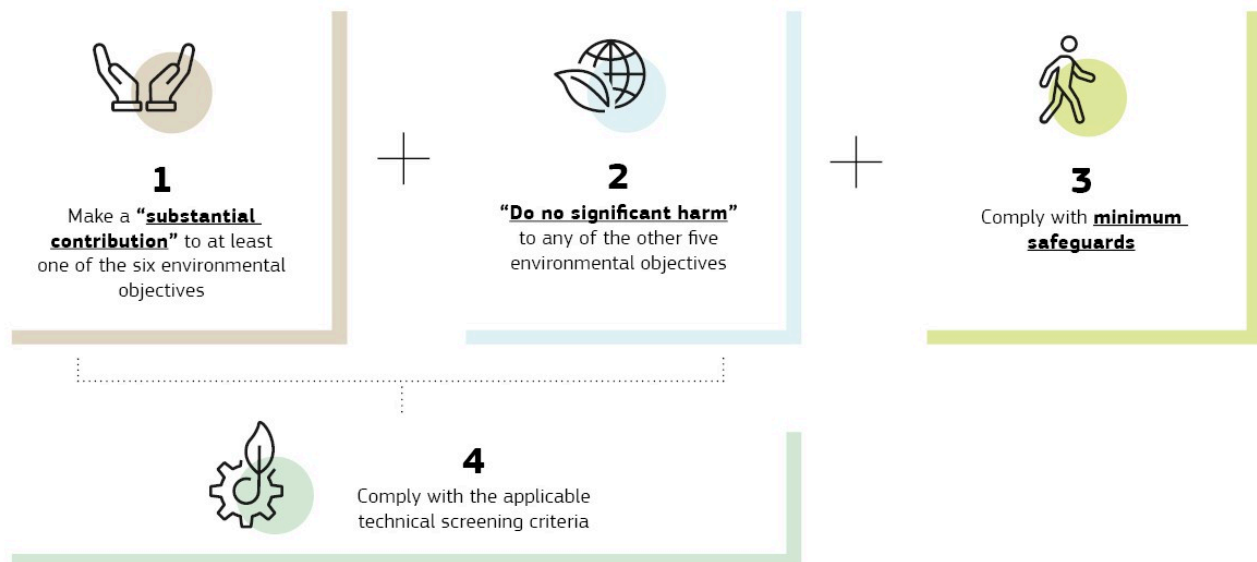 1
Make a “substantial
contribution” to at least
one of the six environmental
objectives
2
“Do no significant harm”
to any of the other five
environmental objectives
3
Comply with minimum
safeguards
4
Comply with the applicable
technical screening criteria